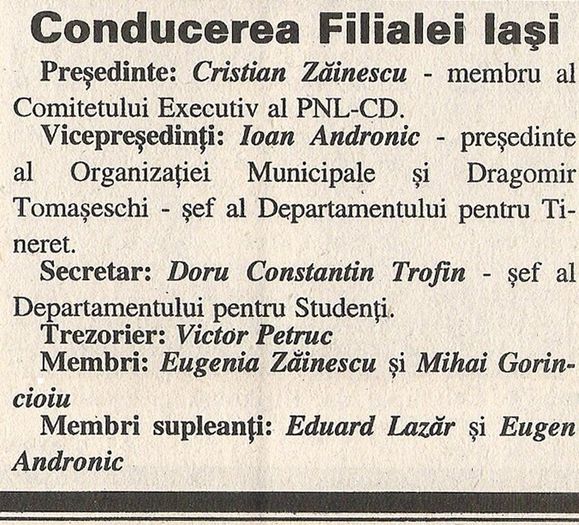 Conducerea Filialei Iaşi
Preşedinte: Cristian Zăinescu - membru al
Comitetului Executiv al PNL-CD.
Vicepreşedinţi: Ioan Andronic - preşedinte
al Organizaţiei Municipale şi Dragomir
Tomaşeschi - şef al Departamentului pentru Ti-
neret.
Secretar: Doru Constantin Trofin - şef al
Departamentului pentru Studenţi.
Trezorier: Victor Petruc
Membri: Eugenia Zăinescu şi Mihai Gorin-
cioiu
Membri supleanţi: Eduard Lazăr şi Eugen
Andronic